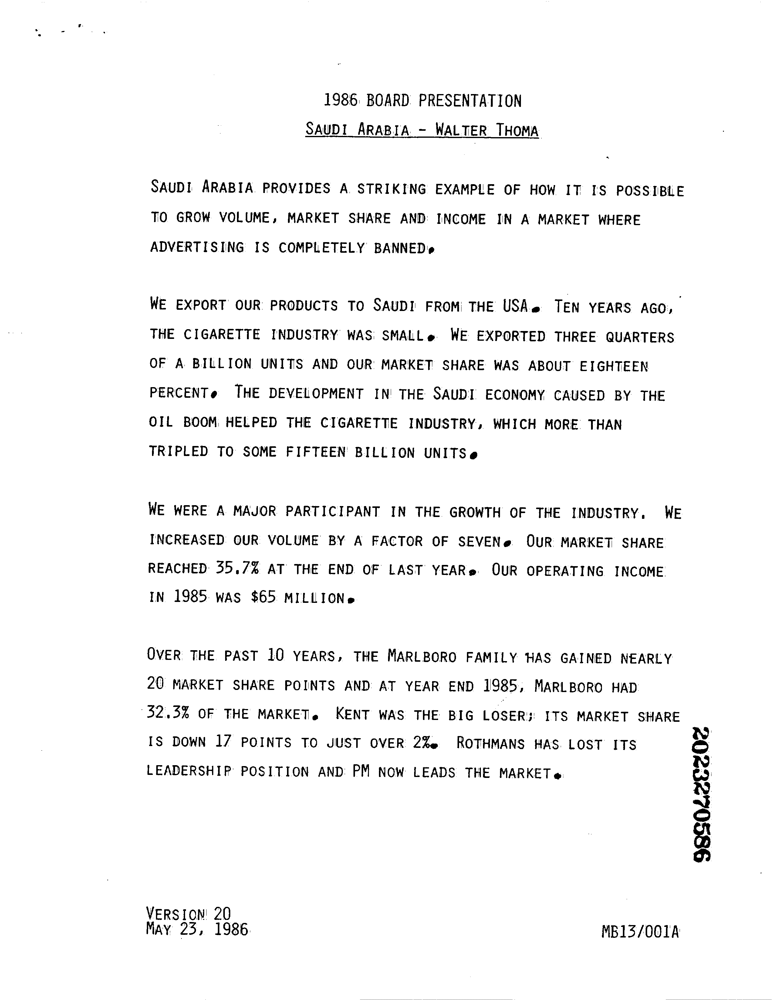 1986 BOARD PRESENTATION
SAUDI ARABIA - WALTER THOMA
SAUDI ARABIA PROVIDES A STRIKING EXAMPLE OF HOW IT IS POSSIBLE
TO GROW VOLUME, MARKET SHARE AND INCOME IN A MARKET WHERE
ADVERTISING IS COMPLETELY BANNED.
WE EXPORT OUR PRODUCTS TO SAUDI FROM THE USA. TEN YEARS AGO,
THE CIGARETTE INDUSTRY WAS SMALL. WE EXPORTED THREE QUARTERS
OF A BILLION UNITS AND OUR MARKET SHARE WAS ABOUT EIGHTEEN
PERCENT. THE DEVELOPMENT IN THE SAUDI ECONOMY CAUSED BY THE
OIL BOOM HELPED THE CIGARETTE INDUSTRY, WHICH MORE THAN
TRIPLED TO SOME FIFTEEN BILLION UNITS.
WE WERE A MAJOR PARTICIPANT IN THE GROWTH OF THE INDUSTRY. WE
INCREASED OUR VOLUME BY A FACTOR OF SEVEN. OUR MARKET SHARE
REACHED 35.7% AT THE END OF LAST YEAR. OUR OPERATING INCOME
IN 1985 WAS $65 MILLION.
OVER THE PAST 10 YEARS, THE MARLBORO FAMILY HAS GAINED NEARLY
20 MARKET SHARE POINTS AND AT YEAR END 1985, MARLBORO HAD
32.3% OF THE MARKET. KENT WAS THE BIG LOSER; ITS MARKET SHARE
IS DOWN 17 POINTS TO JUST OVER 2%. ROTHMANS HAS LOST ITS
LEADERSHIP POSITION AND PM NOW LEADS THE MARKET.
2023270586
VERSION 20
MAY 23, 1986
MB13/001A